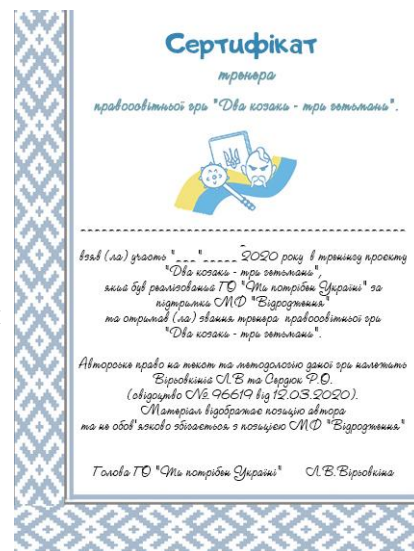 Сертифікат
тренера
правоосвітньої гри "Два козаки - три гетьмани".
взяв (ла) участь "___"_____ 2020 року в тренінгу проєкту
"Два козаки - три гетьмани",
який був реалізований ГО "Ти потрібен Україні" за
підтримки МФ "Відродження"
та отримав (ла) звання тренера правоосвітньої гри
"Два козаки - три гетьмани".
Авторське право на текст та методологію даної гри належить
Вірьовкіній Л.В та Сердюк Р.О.
(свідоцтво № 96619 від 12.03.2020).
Матеріал відображає позицію автора
та не обов'язково збігається з позицією МФ "Відродження"
Голова ГО "Ти потрібен Україні" Л.В.Вірьовкіна